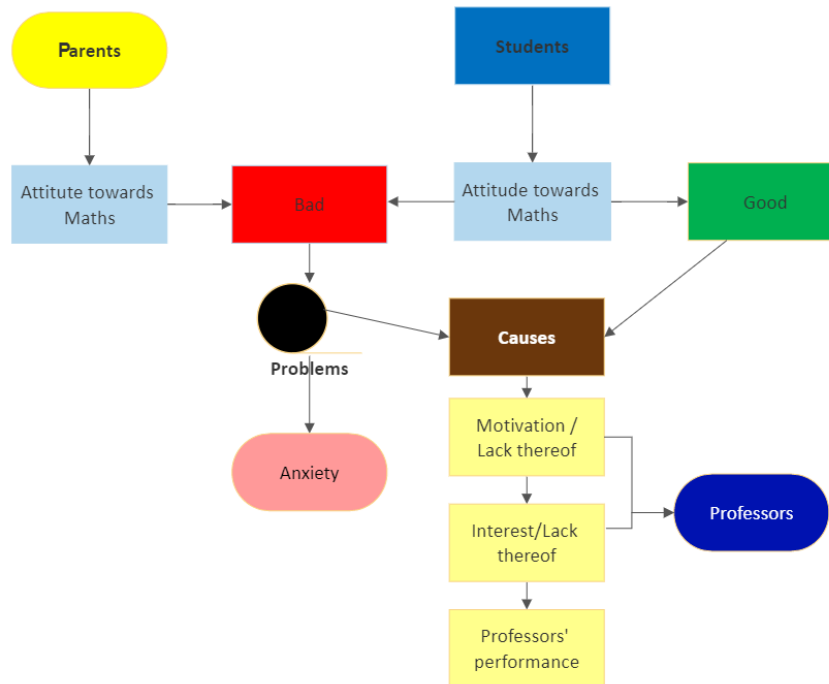 Parents
Students
Attitute towards
Maths
Bad
Attitude towards
Maths
Good
Problems
Causes
Anxiety
Motivation /
Lack thereof
Interest/Lack
thereof
Professors
Professors'
performance